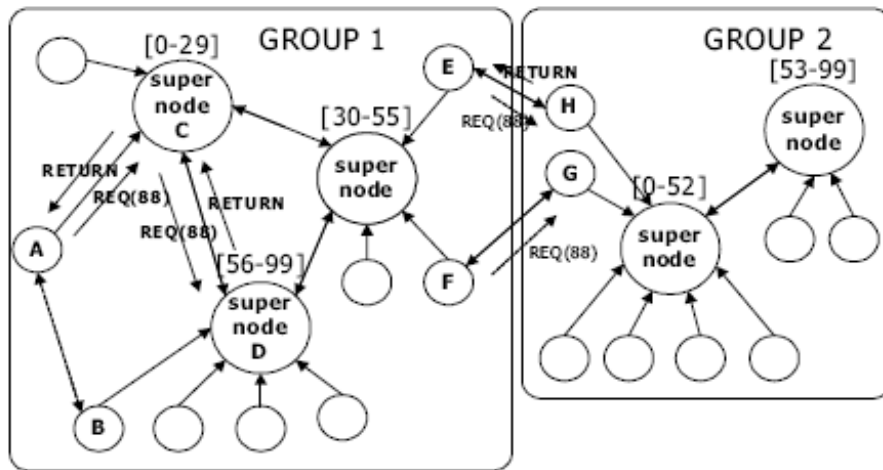 GROUP 1
GROUP 2
[0-29]
super
node
C
[30-55]
super
node
E
RETURN
REQ(88)
H
[53-99]
super
node
RETURN
REQ(88)
REQ(88)
RETURN
A
G
[0-52]
super
node
REQ(88)
F
[56-99]
super
node
D
B